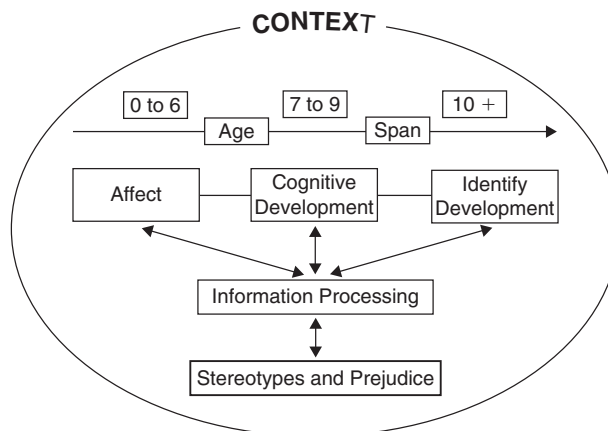 CONTEXT
0 to 6
7 to 9
10 +
Age
Span
Affect
Cognitive
Development
Identify
Development
Information Processing
Stereotypes and Prejudice